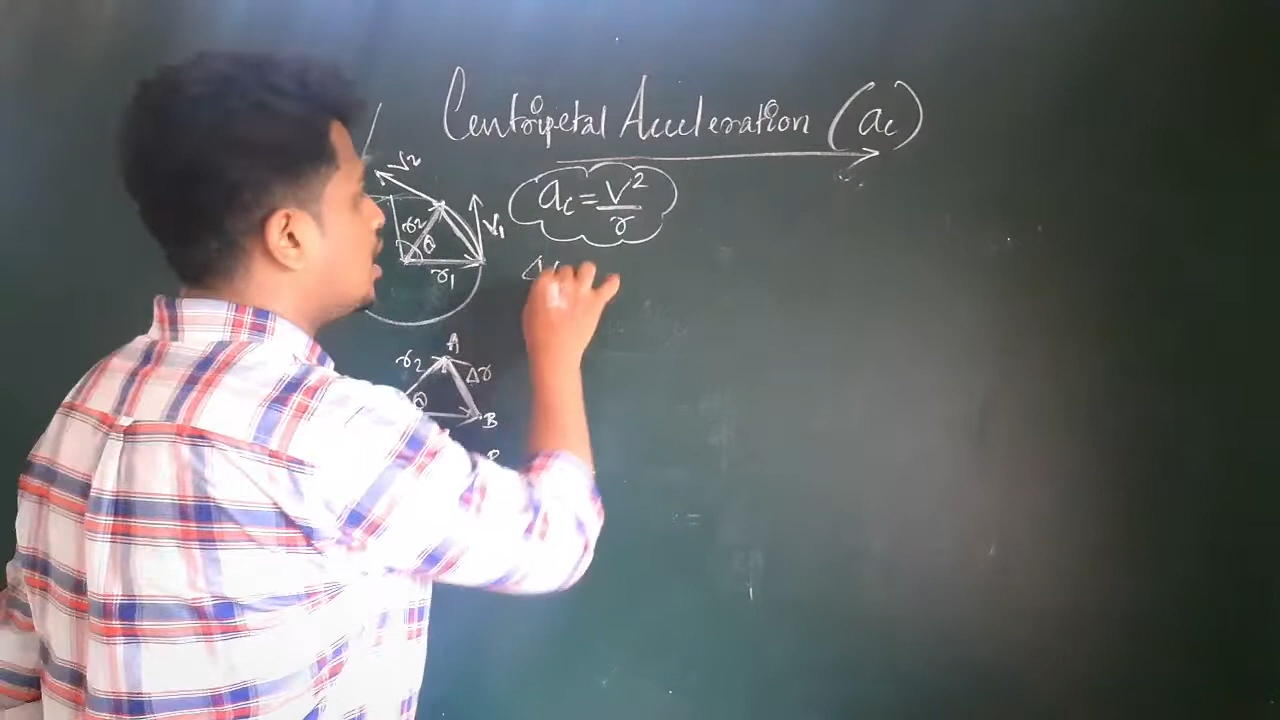 Centripetal Acceleration (ac)
V2
ac = V²/r
r2
θ
V1
r1
Δ
A
r2
Δr
θ
B